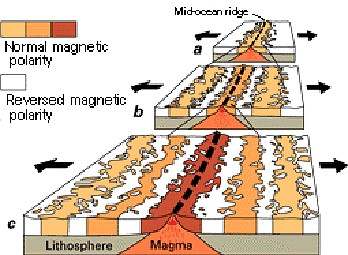 Mid-ocean ridge
a
Normal magnetic
polarity
Reversed magnetic
polarity
b
c
Lithosphere
Magma